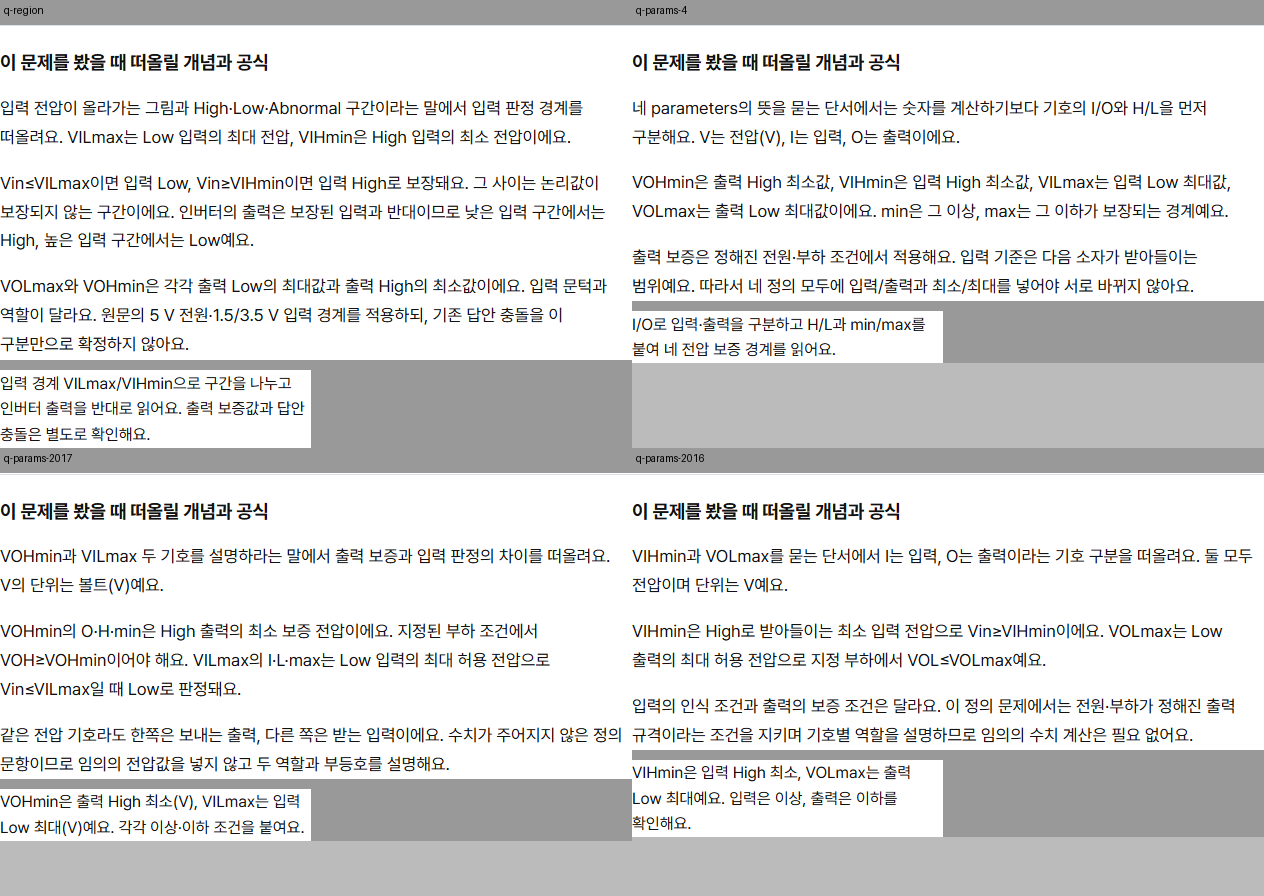 q-region
이 문제를 봤을 때 떠올릴 개념과 공식
입력 전압이 올라가는 그림과 High·Low·Abnormal 구간이라는 말에서 입력 판정 경계를
떠올려요. VILmax는 Low 입력의 최대 전압, VIHmin은 High 입력의 최소 전압이에요.
Vin≤VILmax이면 입력 Low, Vin≥VIHmin이면 입력 High로 보장돼요. 그 사이는 논리값이
보장되지 않는 구간이에요. 인버터의 출력은 보장된 입력과 반대이므로 낮은 입력 구간에서는
High, 높은 입력 구간에서는 Low예요.
VOLmax와 VOHmin은 각각 출력 Low의 최대값과 출력 High의 최소값이에요. 입력 문턱과
역할이 달라요. 원문의 5 V 전원·1.5/3.5 V 입력 경계를 적용하되, 기존 답안 충돌을 이
구분만으로 확정하지 않아요.
입력 경계 VILmax/VIHmin으로 구간을 나누고
인버터 출력을 반대로 읽어요. 출력 보증값과 답안
충돌은 별도로 확인해요.
q-params-4
이 문제를 봤을 때 떠올릴 개념과 공식
네 parameters의 뜻을 묻는 단서에서는 숫자를 계산하기보다 기호의 I/O와 H/L을 먼저
구분해요. V는 전압(V), I는 입력, O는 출력이에요.
VOHmin은 출력 High 최소값, VIHmin은 입력 High 최소값, VILmax는 입력 Low 최대값,
VOLmax는 출력 Low 최대값이에요. min은 그 이상, max는 그 이하가 보장되는 경계예요.
출력 보증은 정해진 전원·부하 조건에서 적용해요. 입력 기준은 다음 소자가 받아들이는
범위예요. 따라서 네 정의 모두에 입력/출력과 최소/최대를 넣어야 서로 바뀌지 않아요.
I/O로 입력·출력을 구분하고 H/L과 min/max를
붙여 네 전압 보증 경계를 읽어요.
q-params-2017
이 문제를 봤을 때 떠올릴 개념과 공식
VOHmin과 VILmax 두 기호를 설명하라는 말에서 출력 보증과 입력 판정의 차이를 떠올려요.
V의 단위는 볼트(V)예요.
VOHmin의 O·H·min은 High 출력의 최소 보증 전압이에요. 지정된 부하 조건에서
VOH≥VOHmin이어야 해요. VILmax의 I·L·max는 Low 입력의 최대 허용 전압으로
Vin≤VILmax일 때 Low로 판정돼요.
같은 전압 기호라도 한쪽은 보내는 출력, 다른 쪽은 받는 입력이에요. 수치가 주어지지 않은 정의
문항이므로 임의의 전압값을 넣지 않고 두 역할과 부등호를 설명해요.
VOHmin은 출력 High 최소(V), VILmax는 입력
Low 최대(V)예요. 각각 이상·이하 조건을 붙여요.
q-params-2016
이 문제를 봤을 때 떠올릴 개념과 공식
VIHmin과 VOLmax를 묻는 단서에서 I는 입력, O는 출력이라는 기호 구분을 떠올려요. 둘 모두
전압이며 단위는 V예요.
VIHmin은 High로 받아들이는 최소 입력 전압으로 Vin≥VIHmin이에요. VOLmax는 Low
출력의 최대 허용 전압으로 지정 부하에서 VOL≤VOLmax예요.
입력의 인식 조건과 출력의 보증 조건은 달라요. 이 정의 문제에서는 전원·부하가 정해진 출력
규격이라는 조건을 지키며 기호별 역할을 설명하므로 임의의 수치 계산은 필요 없어요.
VIHmin은 입력 High 최소, VOLmax는 출력
Low 최대예요. 입력은 이상, 출력은 이하를
확인해요.